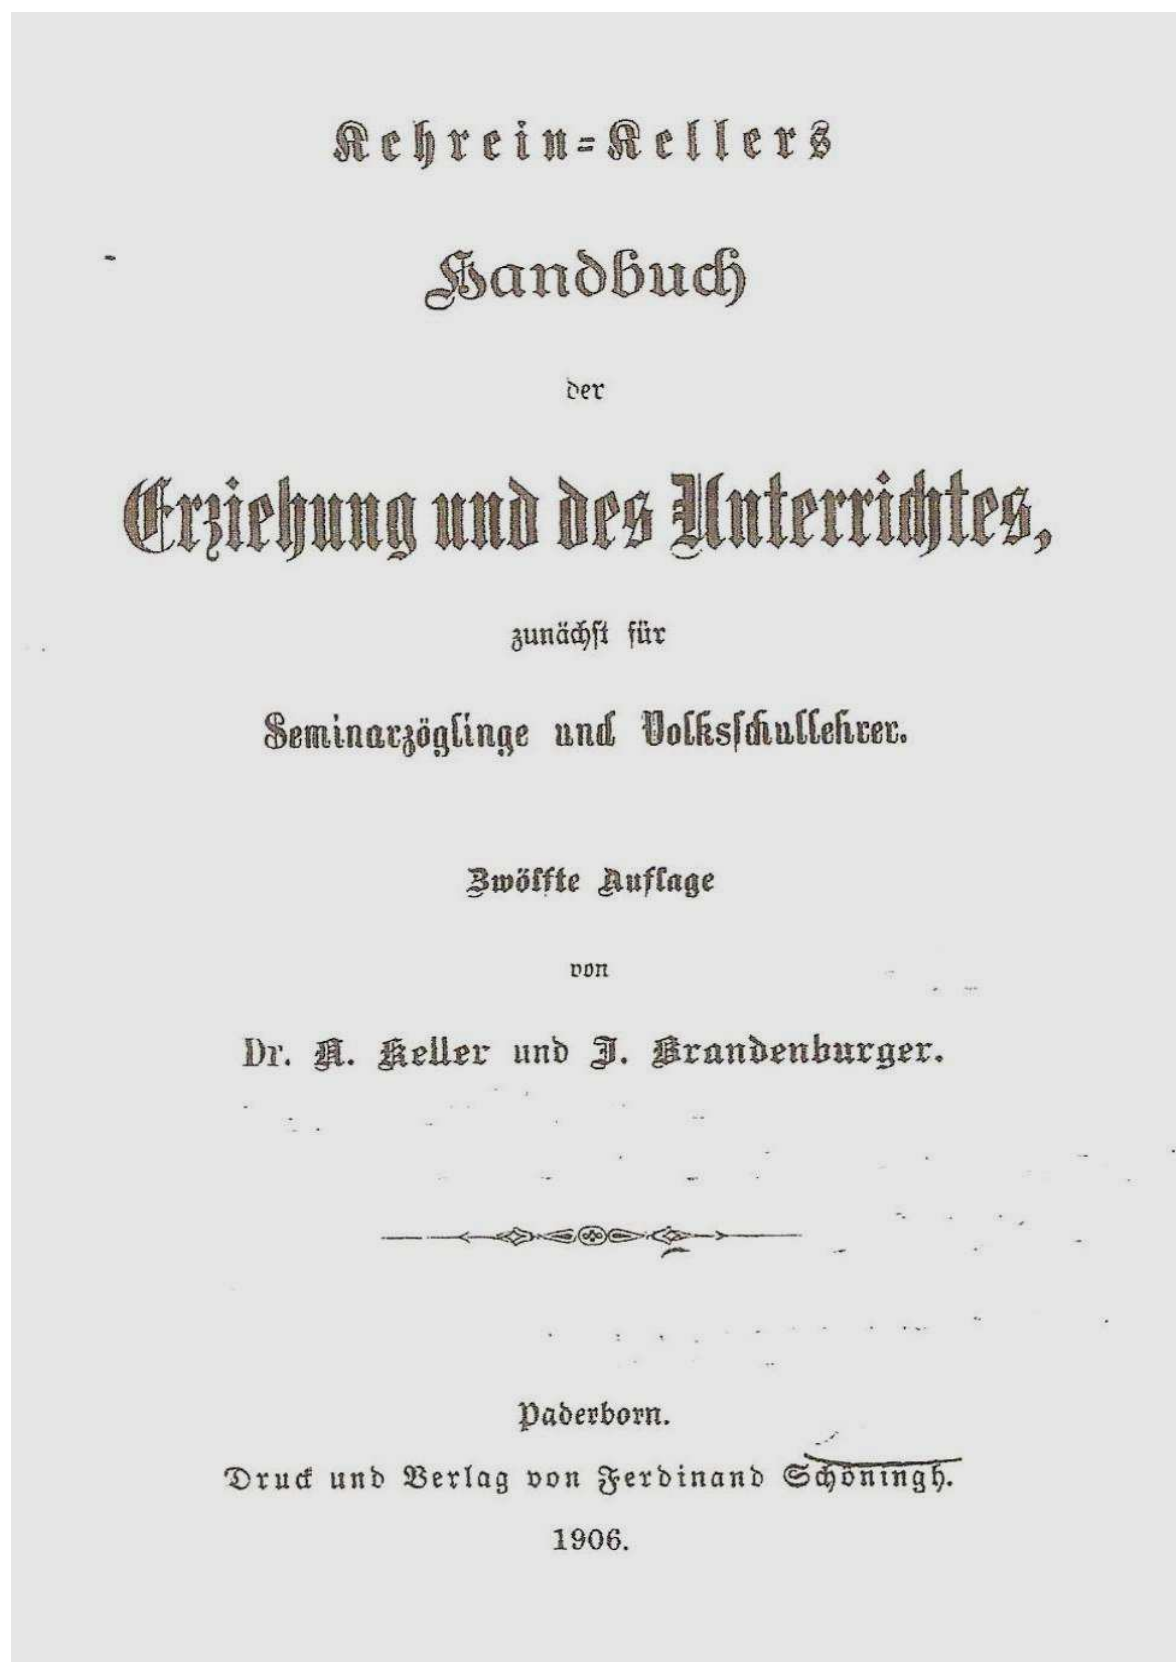 Kehrein-Kellers
Handbuch
der
Erziehung und des Unterrichtes,
zunächst für
Seminarzöglinge und Volksschullehrer.
Zwölfte Auflage
von
Dr. A. Keller und J. Brandenburger.
Paderborn.
Druck und Verlag von Ferdinand Schöningh.
1906.